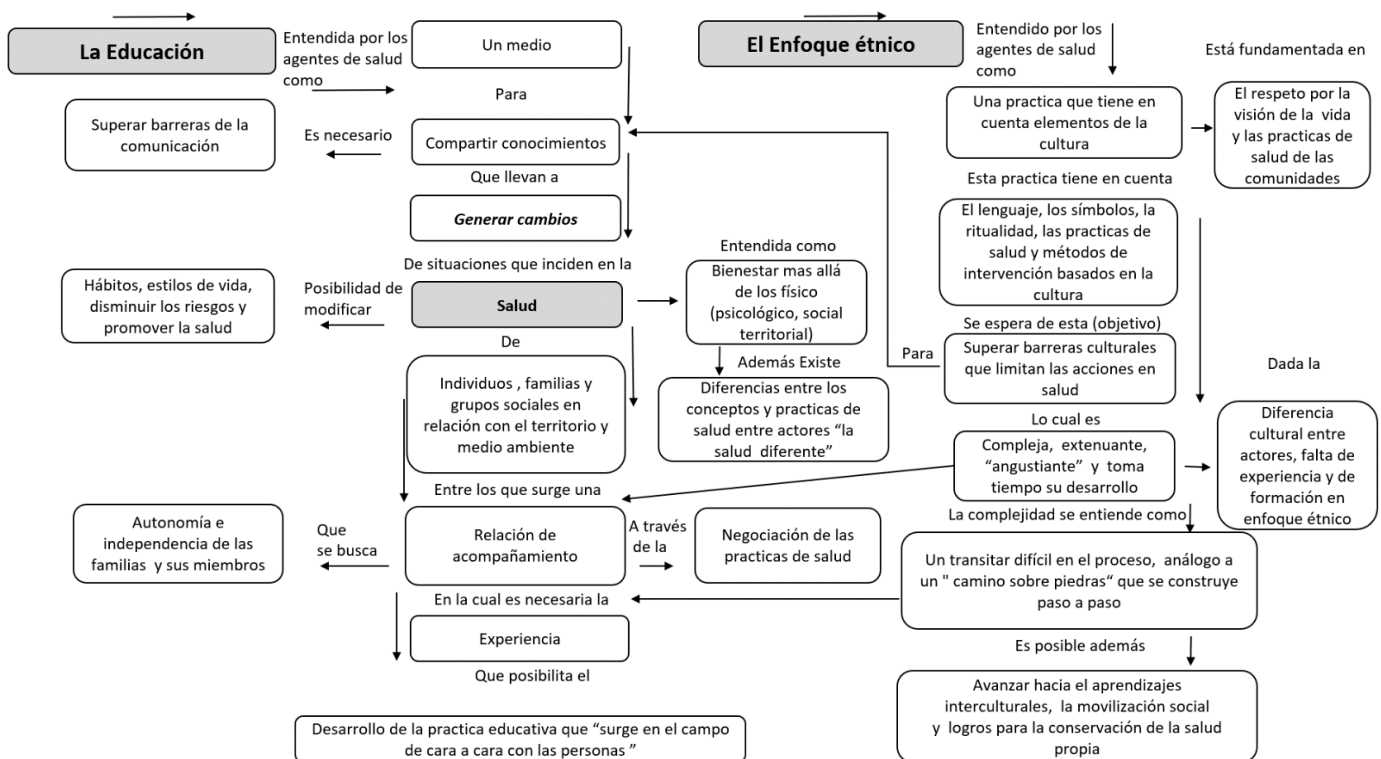 La Educación
Entendida por los
agentes de salud
como
Un medio
Para
Superar barreras de la
comunicación
Es necesario
Compartir conocimientos
Que llevan a
Generar cambios
De situaciones que inciden en la
Hábitos, estilos de vida,
disminuir los riesgos y
promover la salud
Posibilidad de
modificar
Salud
Entendida como
Bienestar mas allá
de los físico
(psicológico, social
territorial)
Además Existe
Diferencias entre los
conceptos y practicas de
salud entre actores “la
salud diferente”
De
Individuos , familias y
grupos sociales en
relación con el territorio y
medio ambiente
Entre los que surge una
Autonomía e
independencia de las
familias y sus miembros
Que
se busca
Relación de
acompañamiento
A través
de la
Negociación de las
practicas de salud
En la cual es necesaria la
Experiencia
Que posibilita el
Desarrollo de la practica educativa que “surge en el campo
de cara a cara con las personas ”
El Enfoque étnico
Entendido por los
agentes de salud
como
Una practica que tiene en
cuenta elementos de la
cultura
Está fundamentada en
El respeto por la
visión de la vida
y las practicas de
salud de las
comunidades
Esta practica tiene en cuenta
El lenguaje, los símbolos, la
ritualidad, las practicas de
salud y métodos de
intervención basados en la
cultura
Se espera de esta (objetivo)
Para
Superar barreras culturales
que limitan las acciones en
salud
Lo cual es
Compleja, extenuante,
“angustiante” y toma
tiempo su desarrollo
Dada la
Diferencia
cultural entre
actores, falta de
experiencia y de
formación en
enfoque étnico
La complejidad se entiende como
Un transitar difícil en el proceso, análogo a
un " camino sobre piedras“ que se construye
paso a paso
Es posible además
Avanzar hacia el aprendizajes
interculturales, la movilización social
y logros para la conservación de la salud
propia